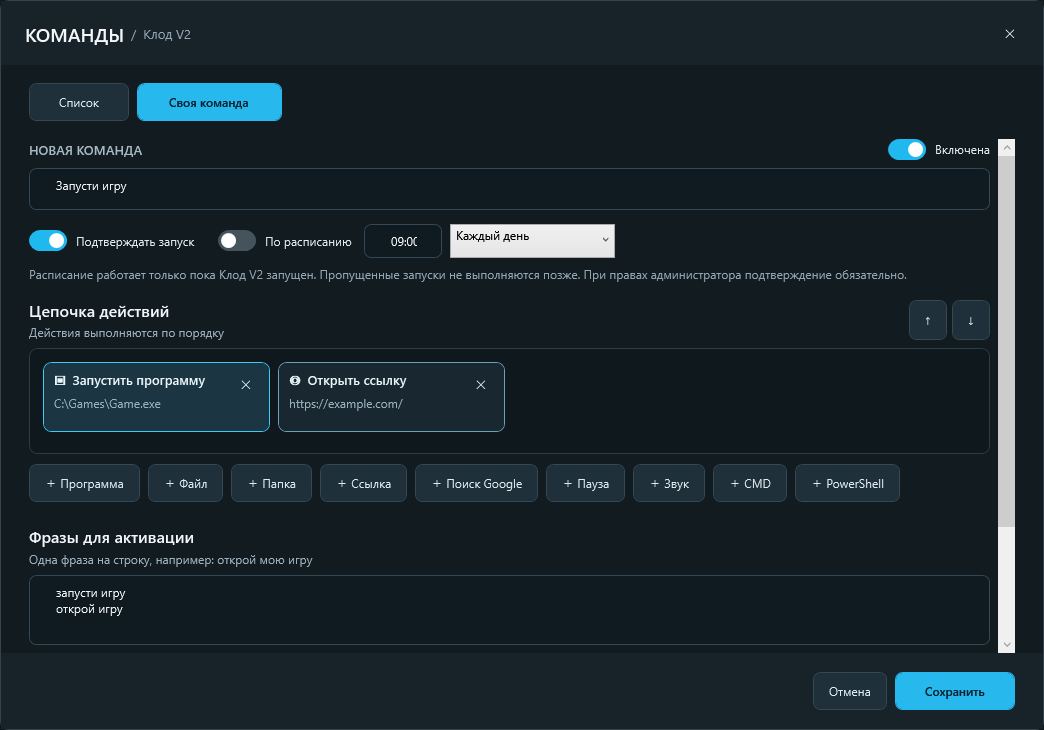 КОМАНДЫ / Клод V2
Список
Своя команда
НОВАЯ КОМАНДА
Включена
Запусти игру
Подтверждать запуск
По расписанию
09:00
Каждый день
Расписание работает только пока Клод V2 запущен. Пропущенные запуски не выполняются позже. При правах администратора подтверждение обязательно.
Цепочка действий
Действия выполняются по порядку
↑
↓
Запустить программу
C:\Games\Game.exe
Открыть ссылку
https://example.com/
+ Программа
+ Файл
+ Папка
+ Ссылка
+ Поиск Google
+ Пауза
+ Звук
+ CMD
+ PowerShell
Фразы для активации
Одна фраза на строку, например: открой мою игру
запусти игру
открой игру
Отмена
Сохранить